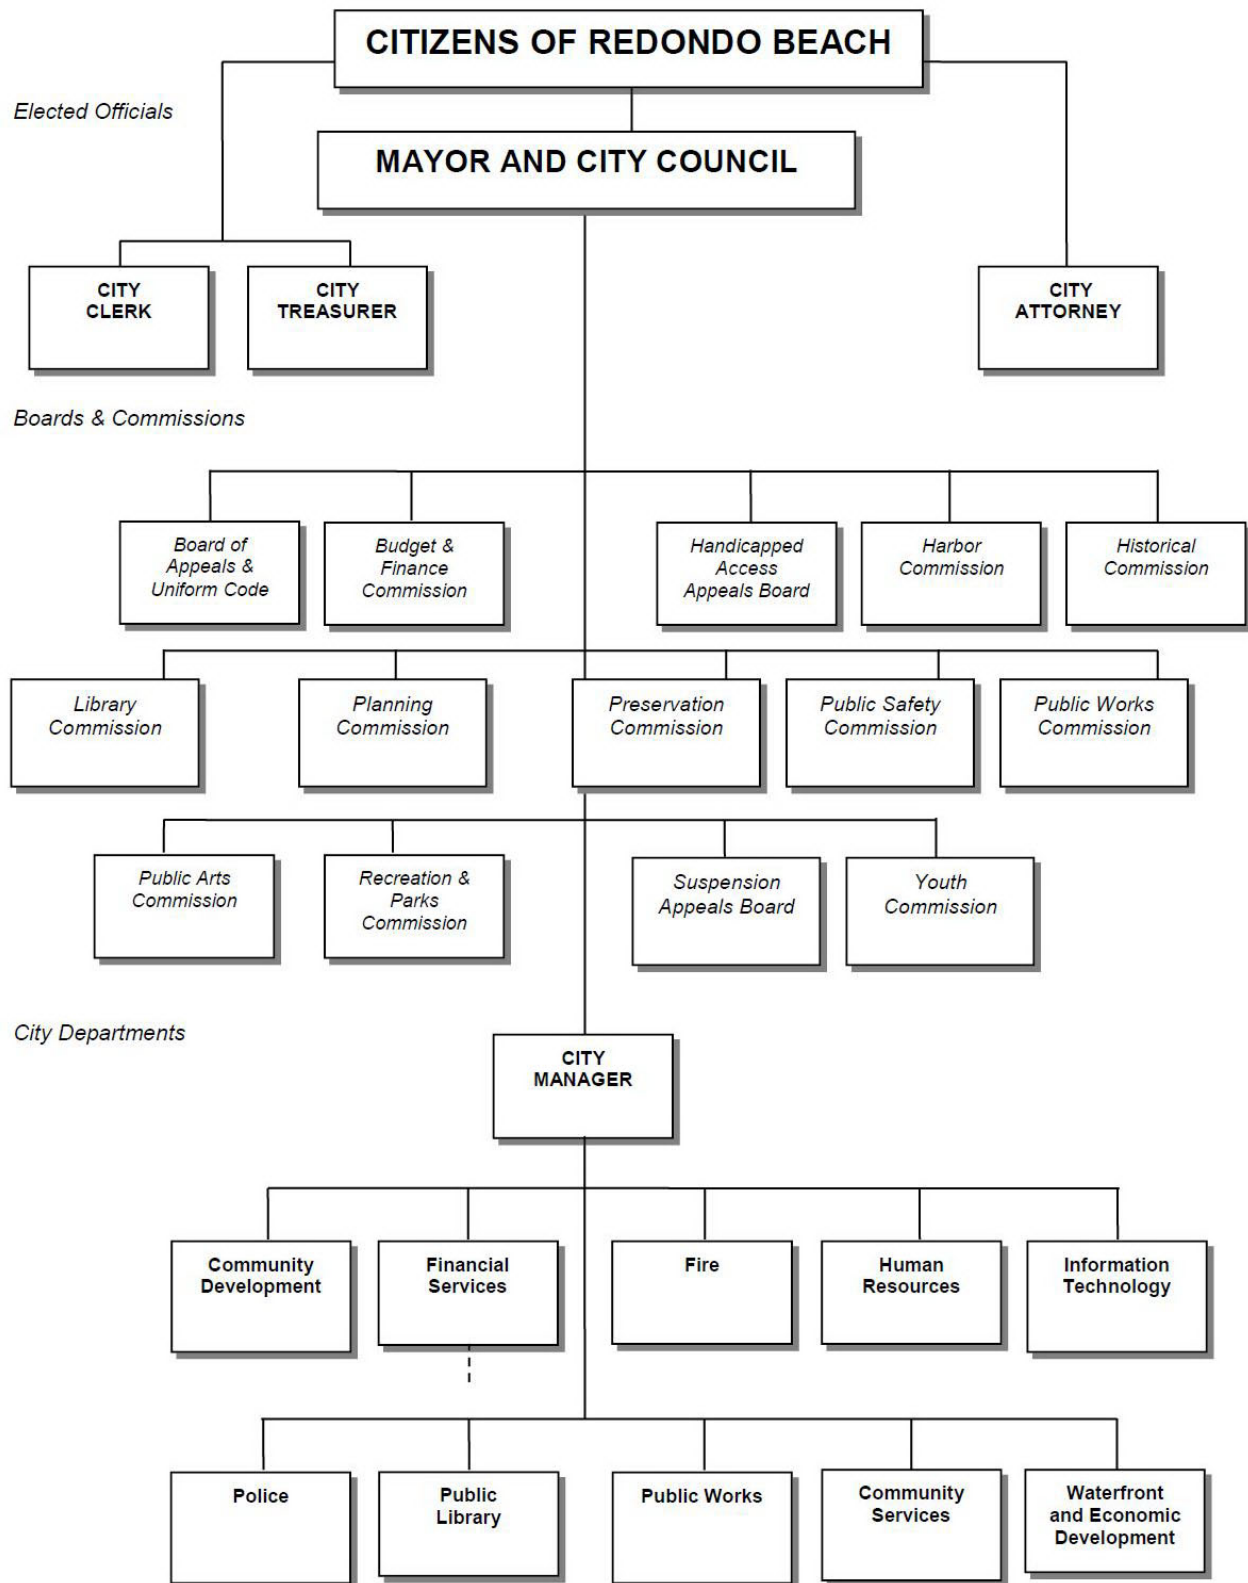 CITIZENS OF REDONDO BEACH
Elected Officials
MAYOR AND CITY COUNCIL
CITY
CLERK
CITY
TREASURER
CITY
ATTORNEY
Boards & Commissions
Board of
Appeals &
Uniform Code
Budget &
Finance
Commission
Handicapped
Access
Appeals Board
Harbor
Commission
Historical
Commission
Library
Commission
Planning
Commission
Preservation
Commission
Public Safety
Commission
Public Works
Commission
Public Arts
Commission
Recreation &
Parks
Commission
Suspension
Appeals Board
Youth
Commission
City Departments
CITY
MANAGER
Community
Development
Financial
Services
Fire
Human
Resources
Information
Technology
Police
Public
Library
Public Works
Community
Services
Waterfront
and Economic
Development